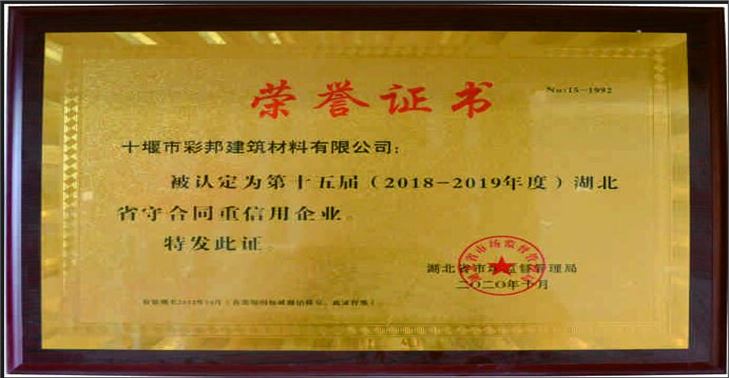 荣誉证书
No:15-1992
十堰市彩邦建筑材料有限公司：
被认定为第十五届（2018-2019年度）湖北
省守合同重信用企业。
特发此证。
湖北省市场监督管理局
二〇二〇年十月